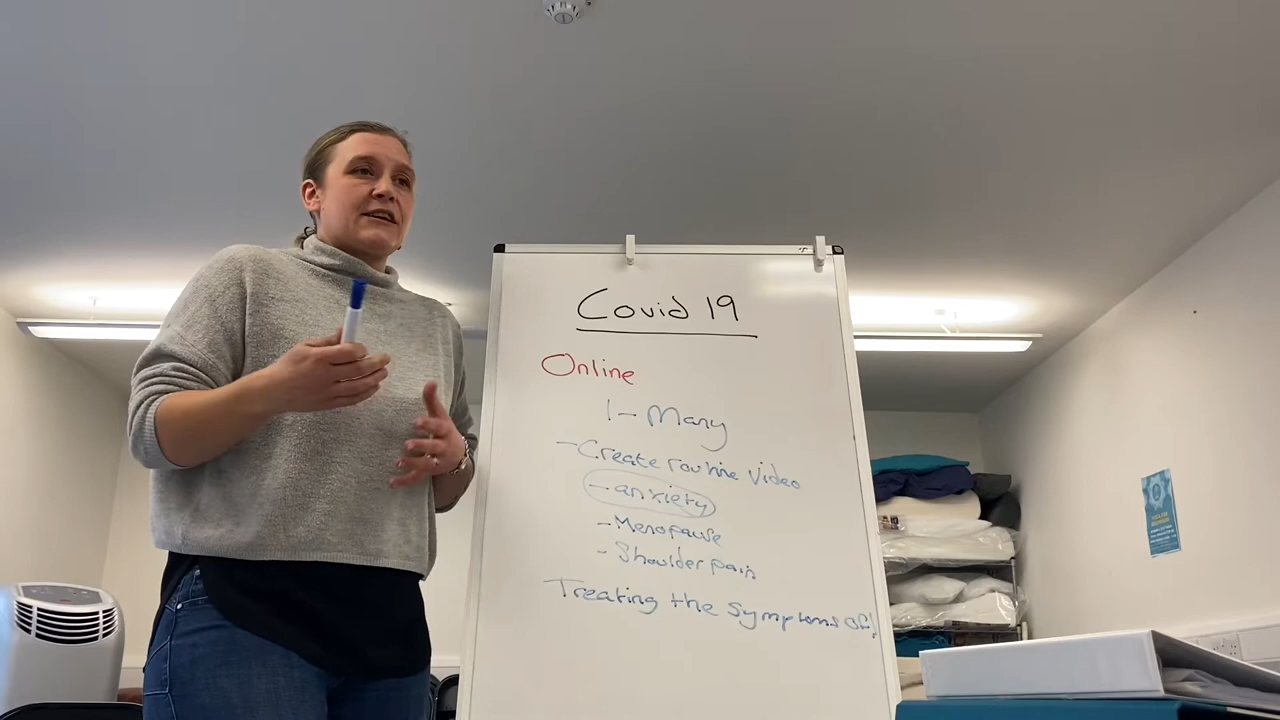 Covid 19
Online
1 - Many
- Create routine video
- anxiety
- Menopause
- Shoulder pain
Treating the symptoms of!